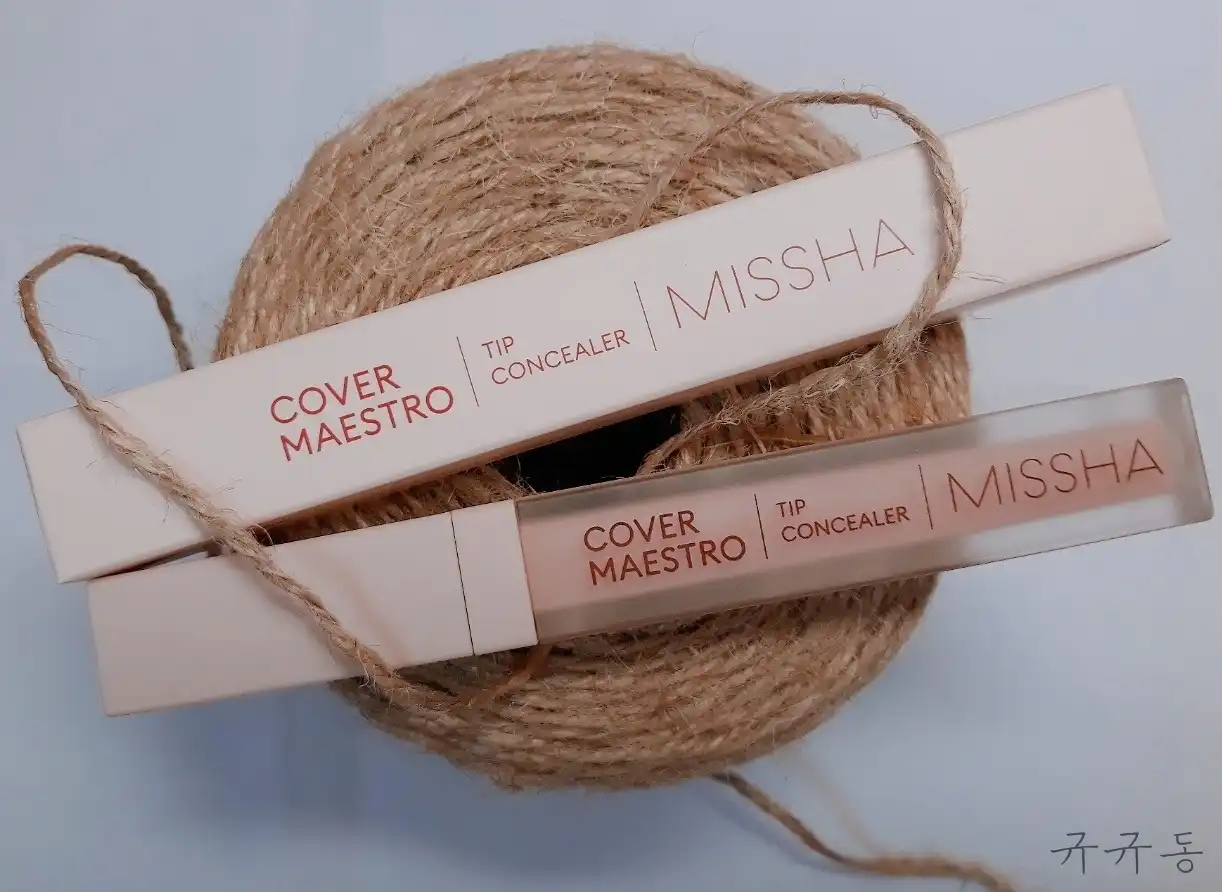 COVER
MAESTRO
TIP
CONCEALER
MISSHA
COVER
MAESTRO
TIP
CONCEALER
MISSHA
규규동